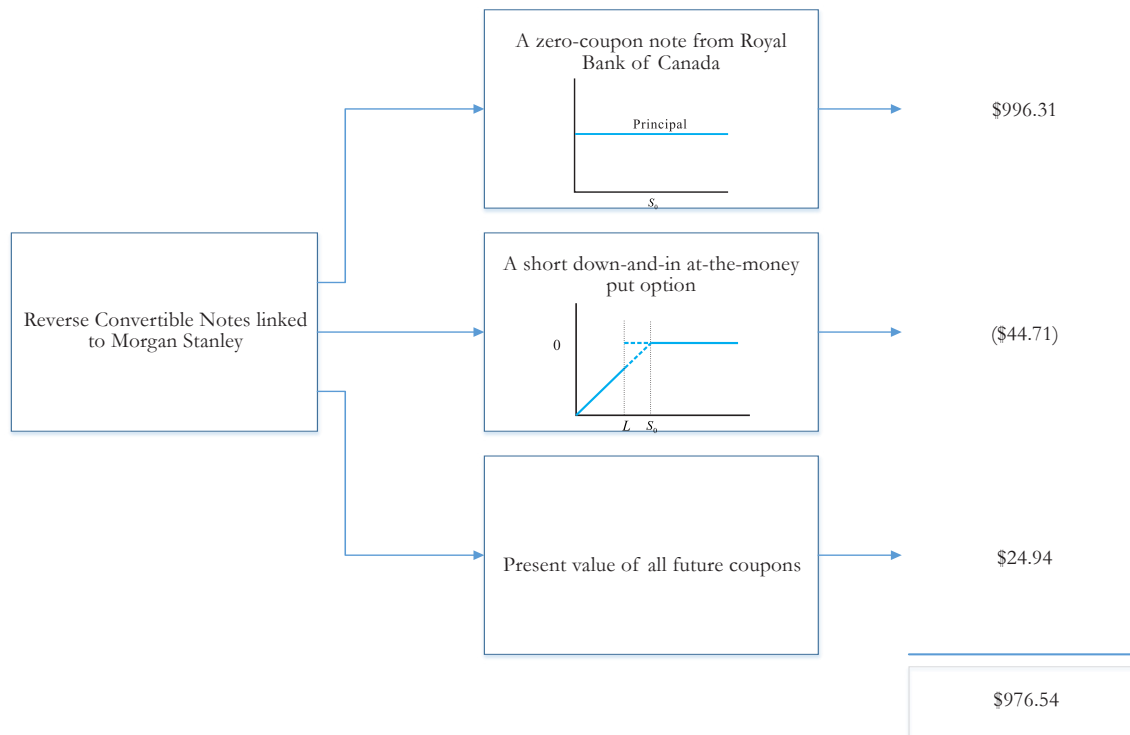 A zero-coupon note from Royal
Bank of Canada
Principal
S₀
$996.31
Reverse Convertible Notes linked
to Morgan Stanley
A short down-and-in at-the-money
put option
0
L S₀
($44.71)
Present value of all future coupons
$24.94
$976.54